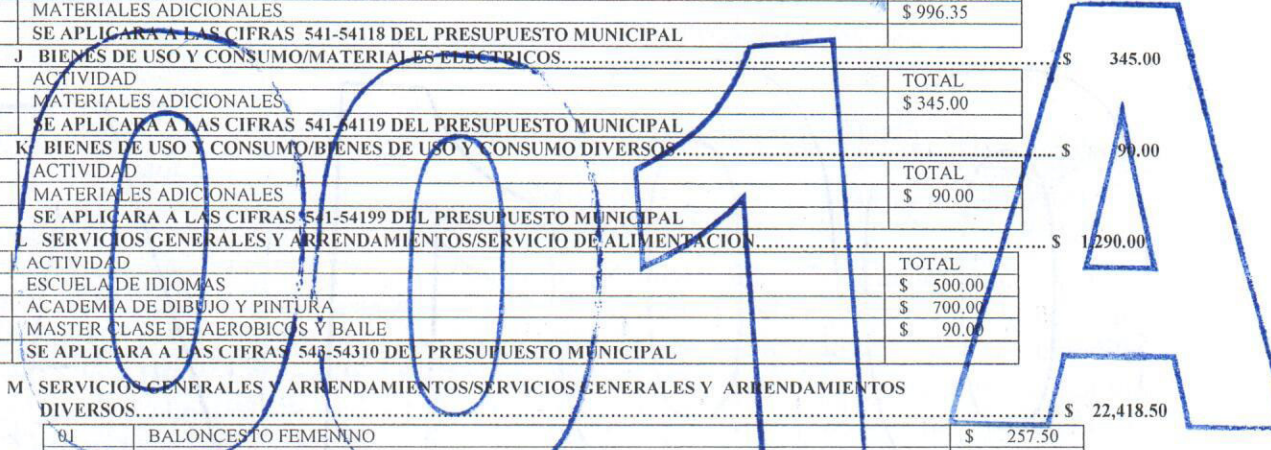 MATERIALES ADICIONALES $ 996.35
SE APLICARA A LAS CIFRAS 541-54118 DEL PRESUPUESTO MUNICIPAL
J BIENES DE USO Y CONSUMO/MATERIALES ELECTRICOS........ $ 345.00
ACTIVIDAD TOTAL
MATERIALES ADICIONALES $ 345.00
SE APLICARA A LAS CIFRAS 541-54119 DEL PRESUPUESTO MUNICIPAL
K BIENES DE USO Y CONSUMO/BIENES DE USO Y CONSUMO DIVERSOS........ $ 90.00
ACTIVIDAD TOTAL
MATERIALES ADICIONALES $ 90.00
SE APLICARA A LAS CIFRAS 541-54199 DEL PRESUPUESTO MUNICIPAL
L SERVICIOS GENERALES Y ARRENDAMIENTOS/SERVICIO DE ALIMENTACION........ $ 1,290.00
ACTIVIDAD TOTAL
ESCUELA DE IDIOMAS $ 500.00
ACADEMIA DE DIBUJO Y PINTURA $ 700.00
MASTER CLASE DE AEROBICOS Y BAILE $ 90.00
SE APLICARA A LAS CIFRAS 543-54310 DEL PRESUPUESTO MUNICIPAL
M SERVICIOS GENERALES Y ARRENDAMIENTOS/SERVICIOS GENERALES Y ARRENDAMIENTOS
DIVERSOS........ $ 22,418.50
01 BALONCESTO FEMENINO $ 257.50
001A